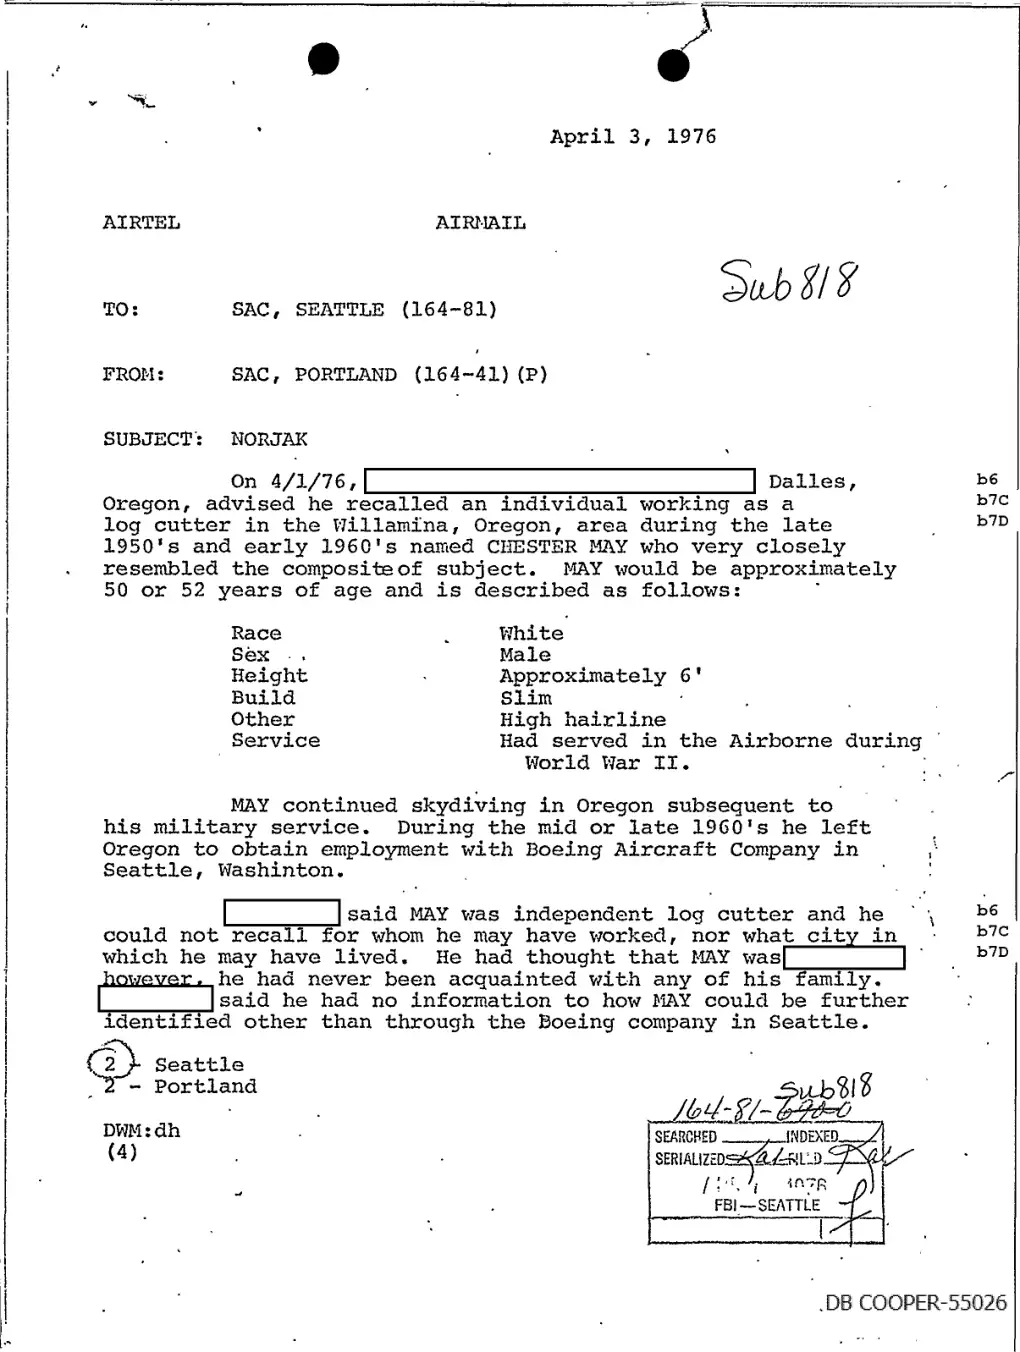 April 3, 1976
AIRTEL AIRMAIL
Sub 818
TO: SAC, SEATTLE (164-81)
FROM: SAC, PORTLAND (164-41)(P)
SUBJECT: NORJAK
On 4/1/76, Dalles, b6
Oregon, advised he recalled an individual working as a b7C
log cutter in the Willamina, Oregon, area during the late b7D
1950's and early 1960's named CHESTER MAY who very closely
resembled the composite of subject. MAY would be approximately
50 or 52 years of age and is described as follows:
Race White
Sex Male
Height Approximately 6'
Build Slim
Other High hairline
Service Had served in the Airborne during
World War II.
MAY continued skydiving in Oregon subsequent to
his military service. During the mid or late 1960's he left
Oregon to obtain employment with Boeing Aircraft Company in
Seattle, Washinton.
said MAY was independent log cutter and he b6
could not recall for whom he may have worked, nor what city in b7C
which he may have lived. He had thought that MAY was b7D
however, he had never been acquainted with any of his family.
said he had no information to how MAY could be further
identified other than through the Boeing company in Seattle.
2 - Seattle
2 - Portland
Sub 818
164-81-
DWM:dh
(4)
SEARCHED INDEXED
SERIALIZED FILED
1976
FBI—SEATTLE
DB COOPER-55026